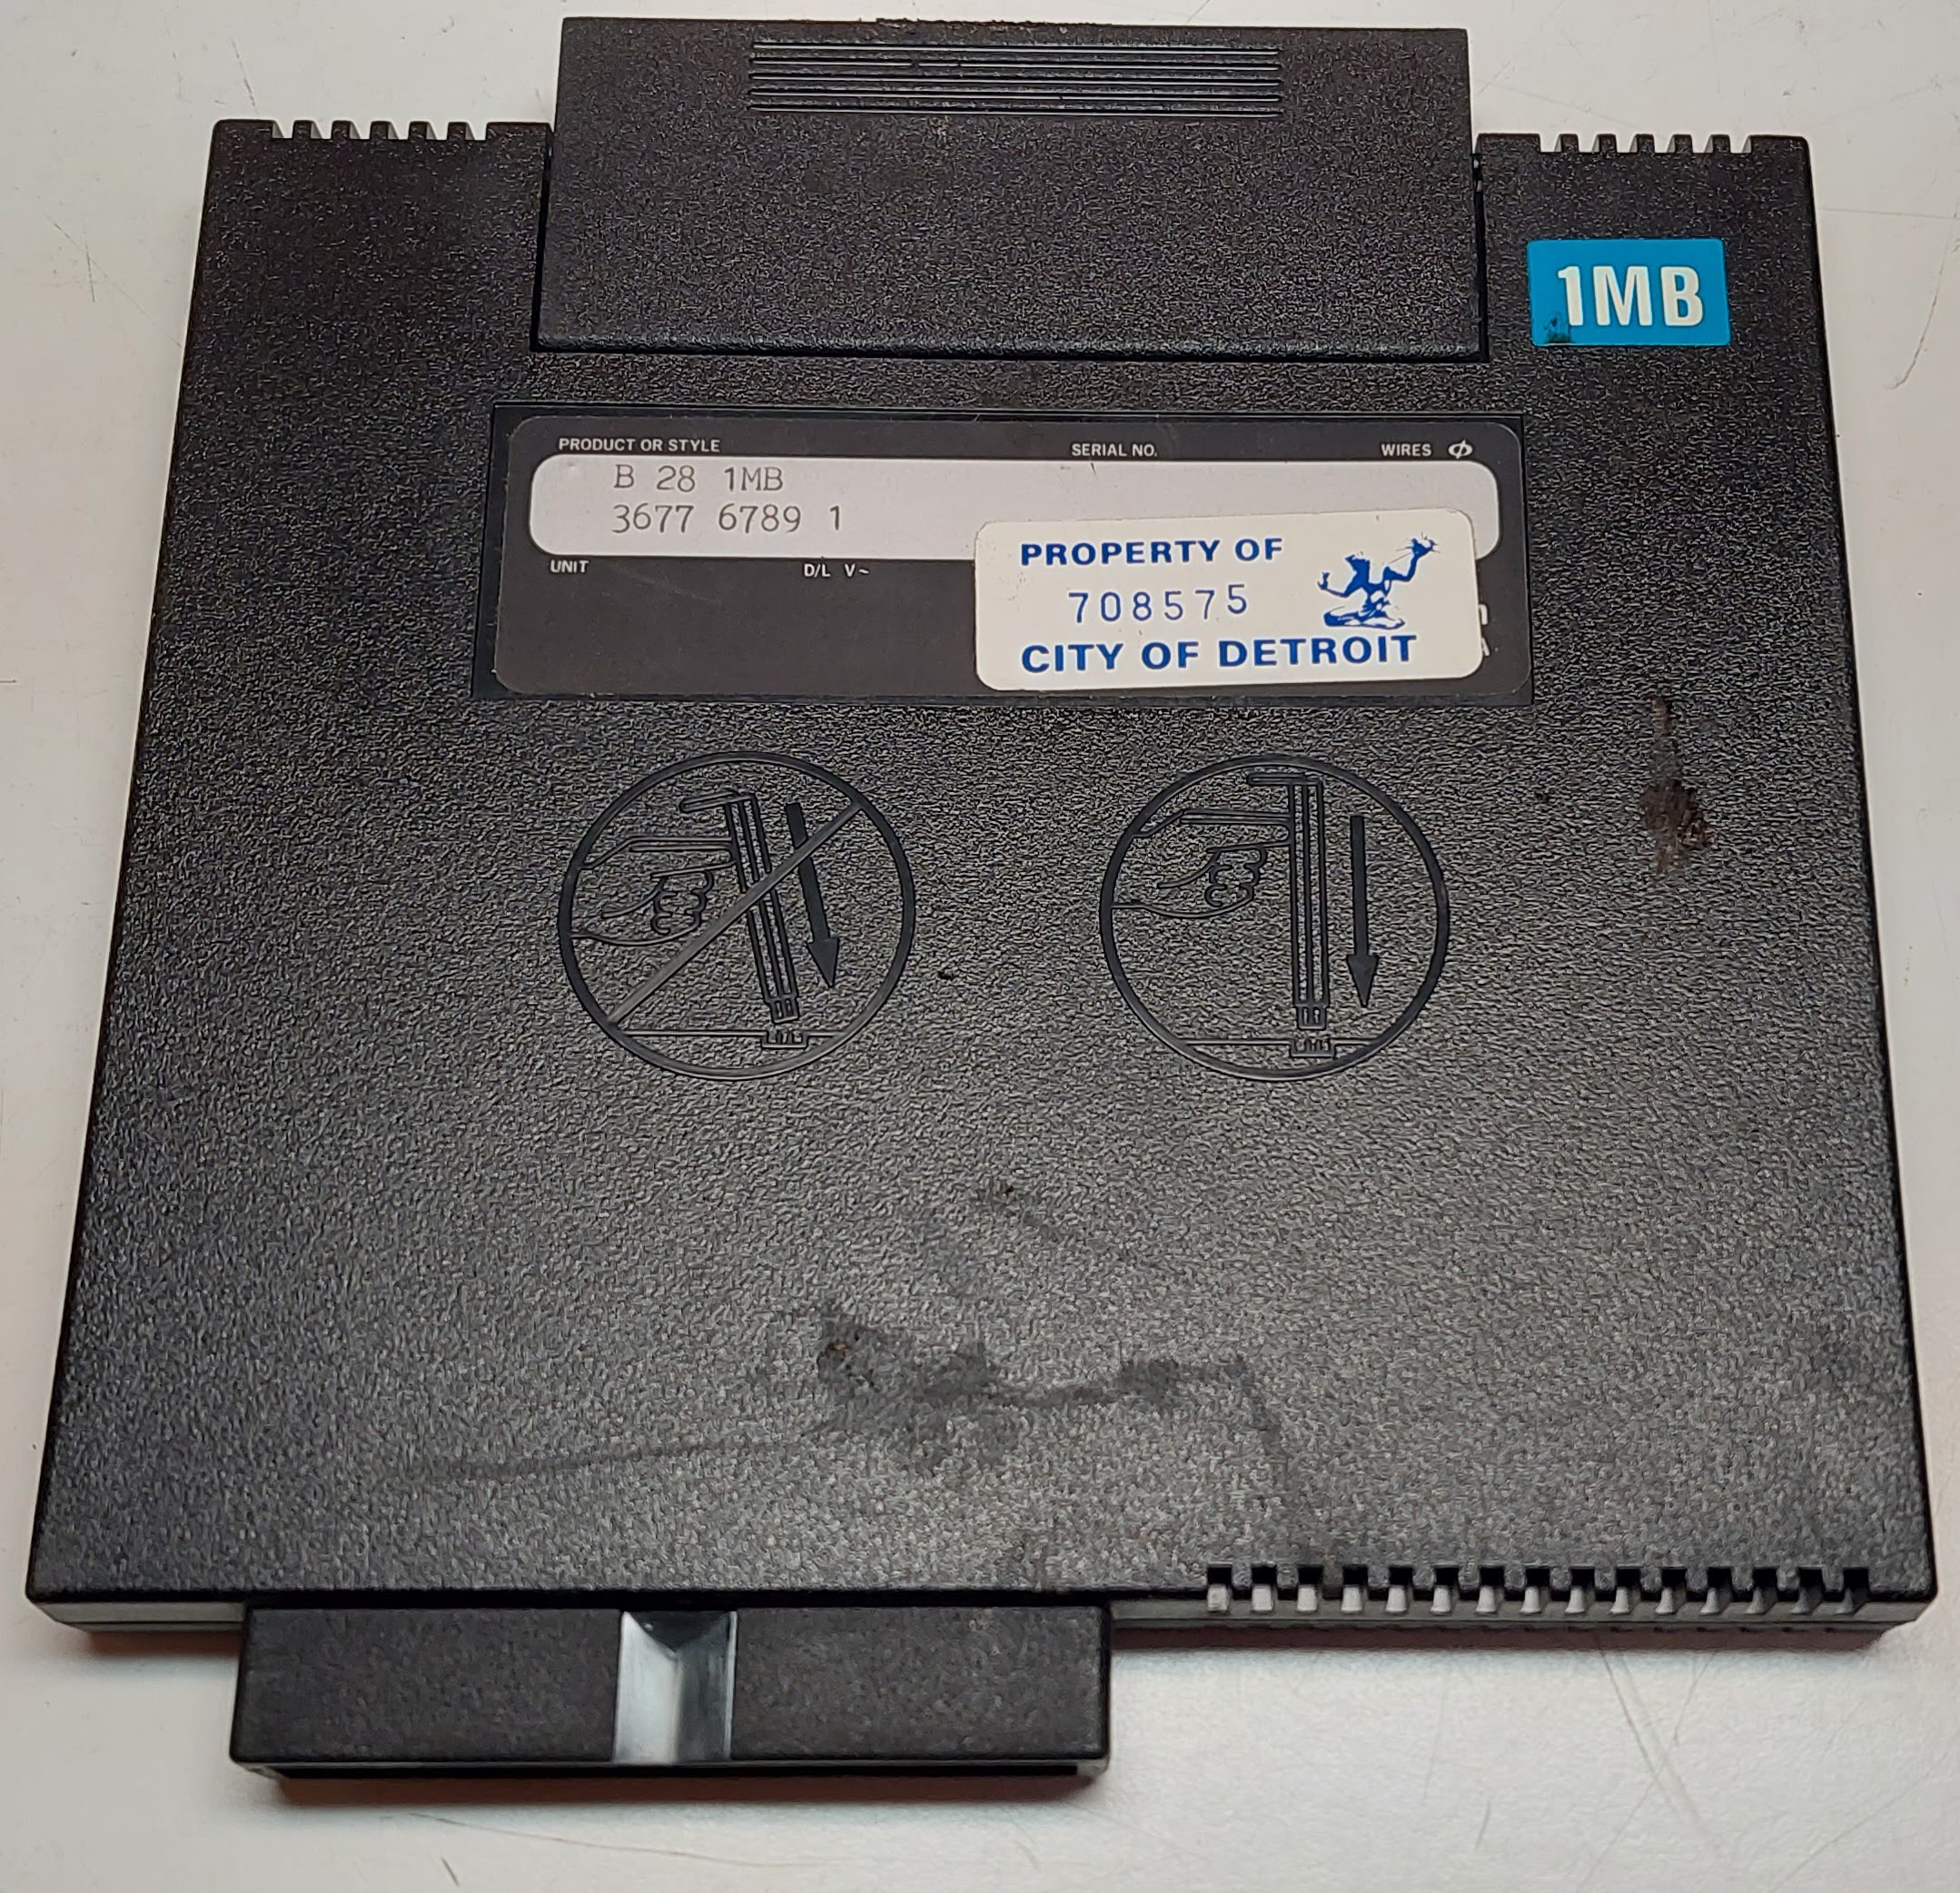 1MB
PRODUCT OR STYLE SERIAL NO. WIRES ϕ
B 28 1MB
3677 6789 1
UNIT D/L V~
PROPERTY OF
708575
CITY OF DETROIT